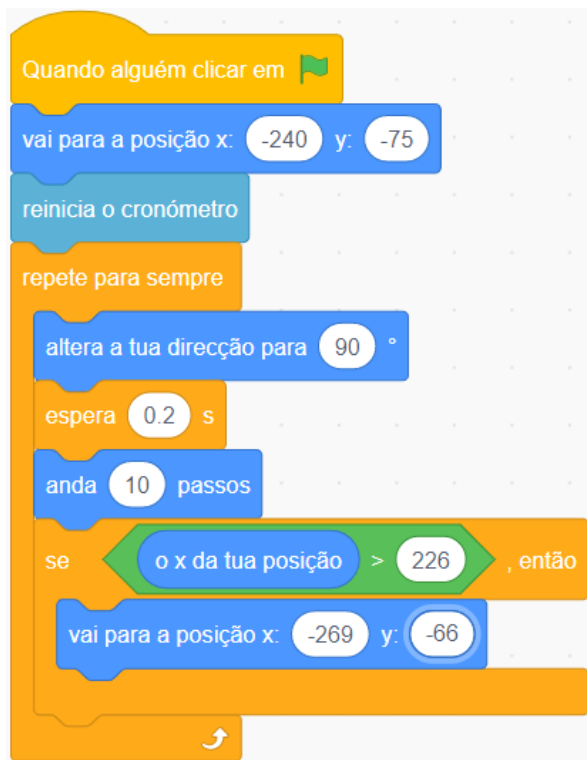 Quando alguém clicar em
vai para a posição x: -240 y: -75
reinicia o cronómetro
repete para sempre
altera a tua direcção para 90 °
espera 0.2 s
anda 10 passos
se o x da tua posição > 226 , então
vai para a posição x: -269 y: -66